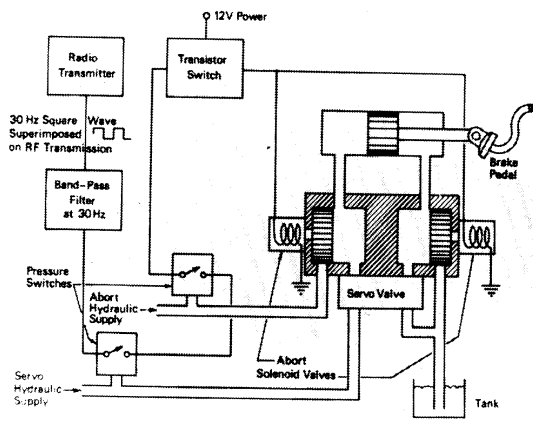 12V Power
Radio
Transmitter
Transistor
Switch
30 Hz Square Wave
Superimposed
on RF Transmission
Brake
Pedal
Band-Pass
Filter
at 30Hz
Pressure
Switches
Abort
Hydraulic
Supply
Servo Valve
Abort
Solenoid Valves
Servo
Hydraulic
Supply
Tank